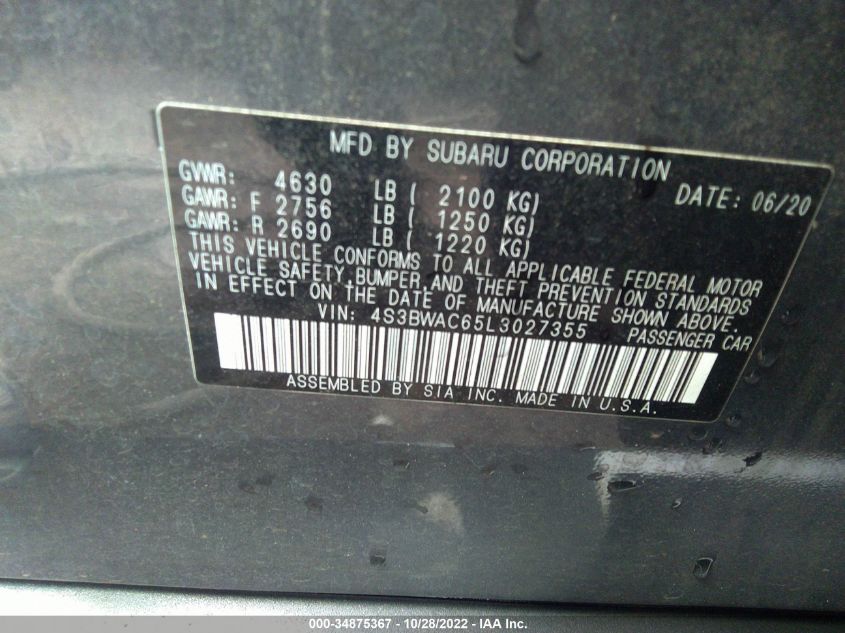 MFD BY SUBARU CORPORATION
GVWR: 4630 LB ( 2100 KG) DATE: 06/20
GAWR: F 2756 LB ( 1250 KG)
GAWR: R 2690 LB ( 1220 KG)
THIS VEHICLE CONFORMS TO ALL APPLICABLE FEDERAL MOTOR
VEHICLE SAFETY,BUMPER,AND THEFT PREVENTION STANDARDS
IN EFFECT ON THE DATE OF MANUFACTURE SHOWN ABOVE.
VIN: 4S3BWAC65L3027355 PASSENGER CAR
ASSEMBLED BY SIA INC. MADE IN U.S.A.
000-34875367 | 10/28/2022 - IAA Inc.